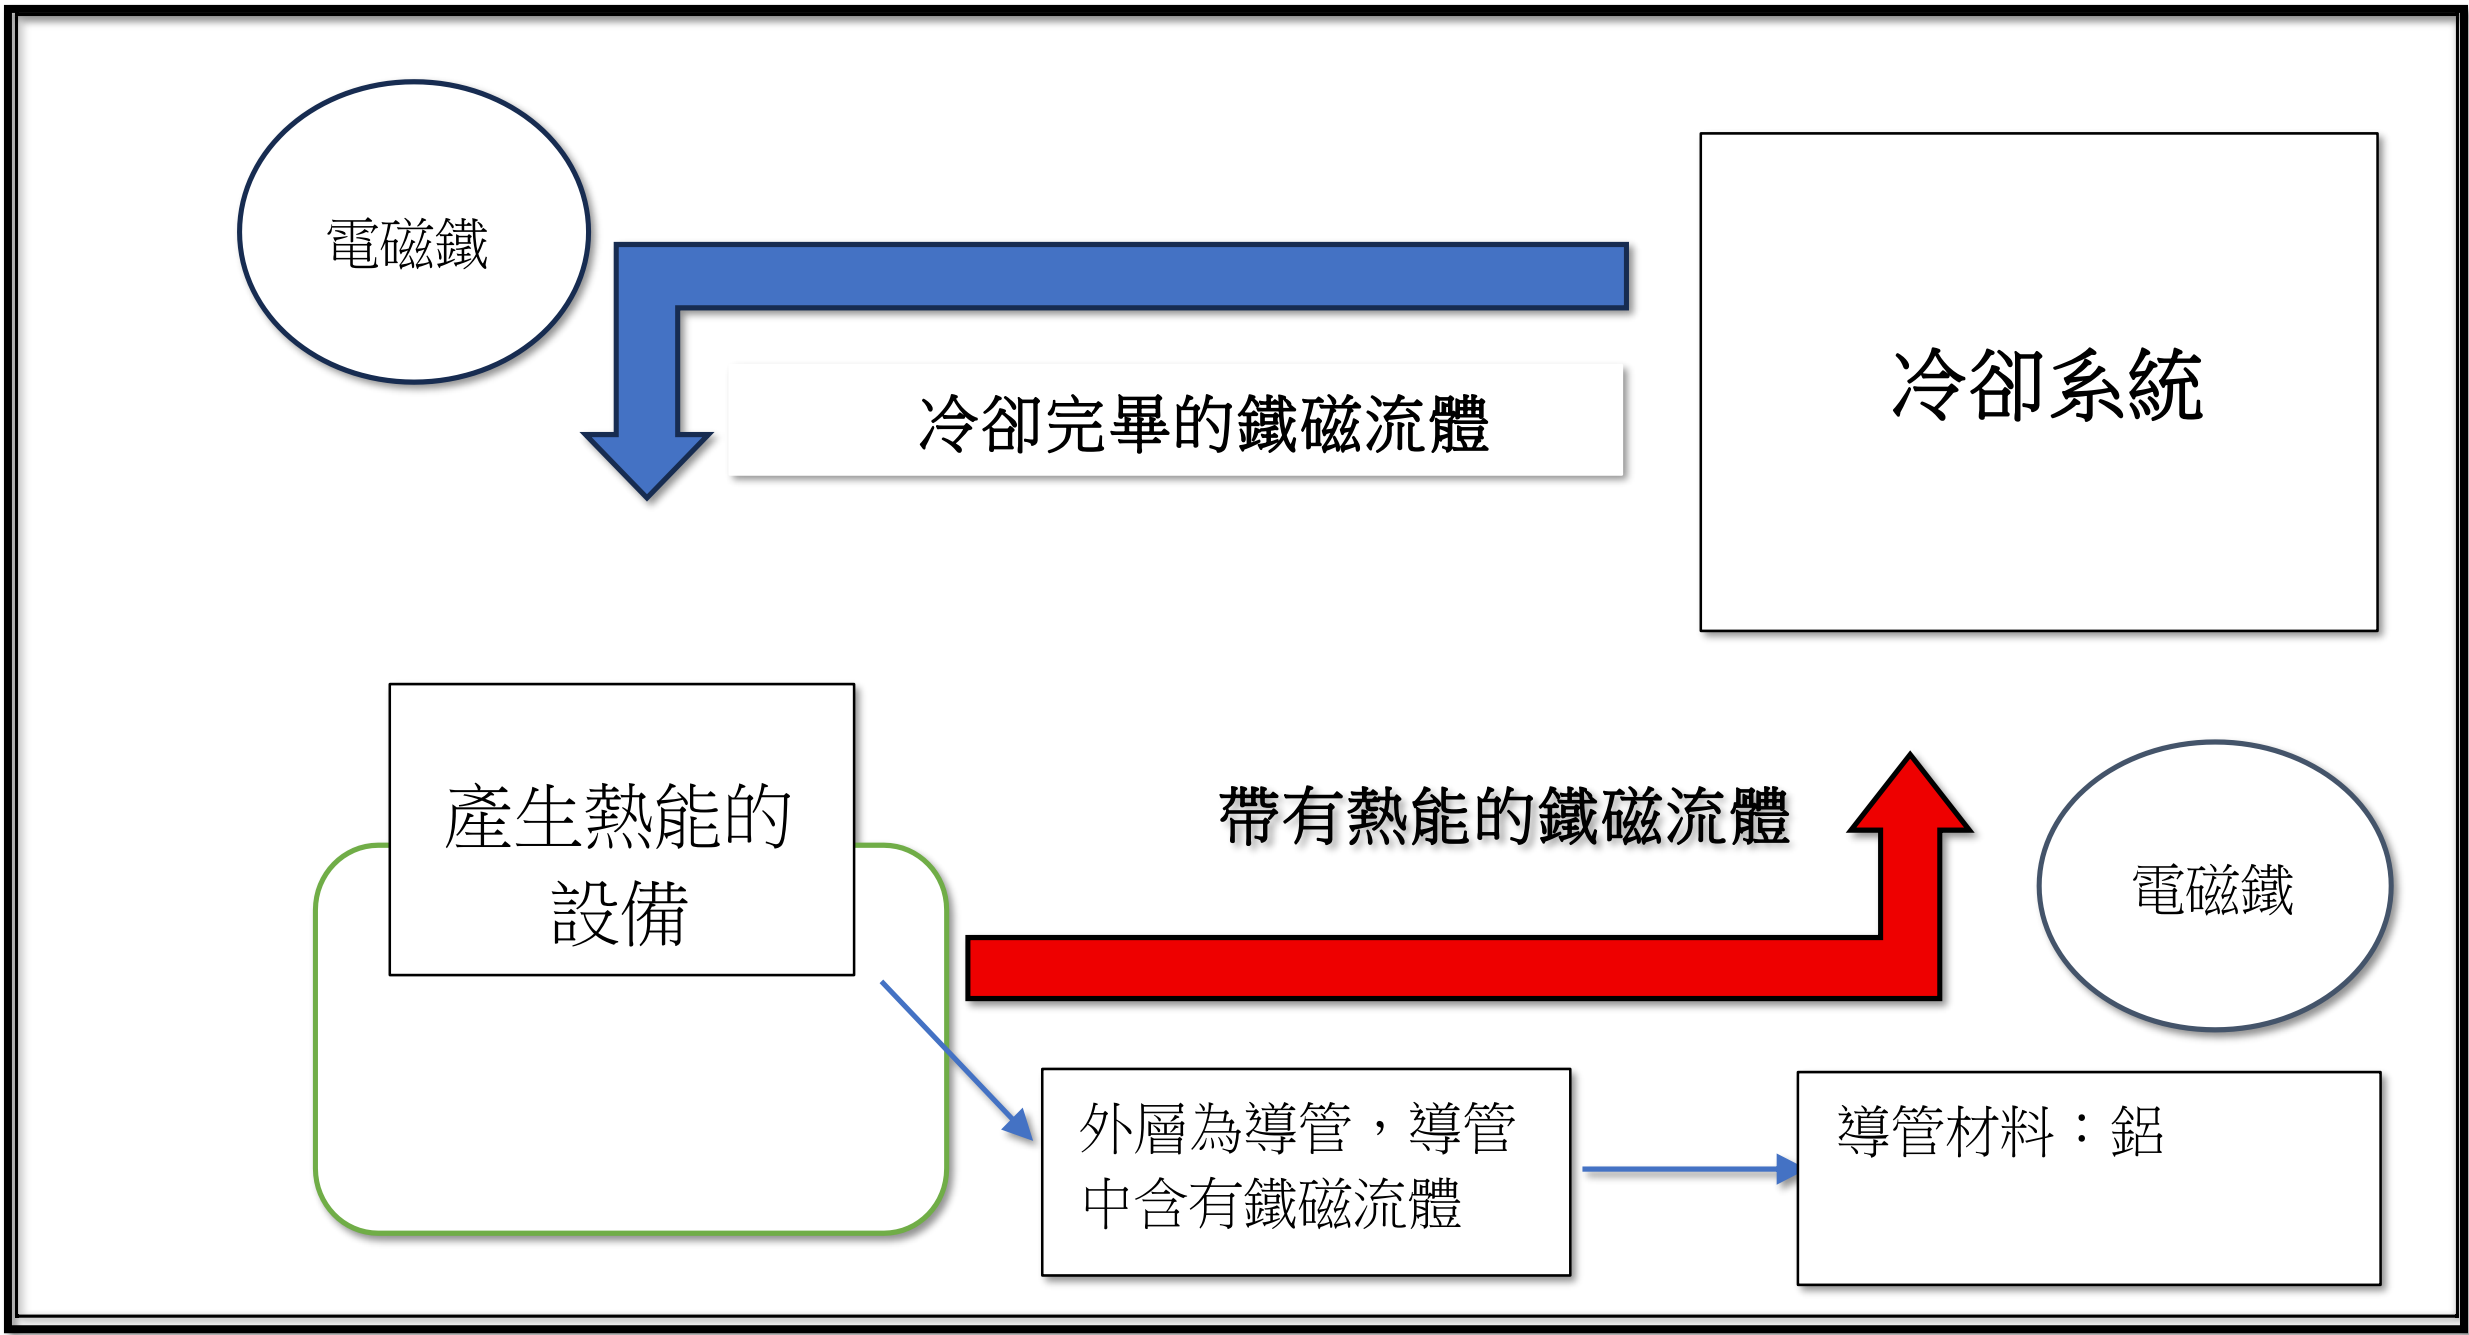 電磁鐵
冷卻系統
冷卻完畢的鐵磁流體
產生熱能的
設備
帶有熱能的鐵磁流體
電磁鐵
外層為導管，導管
中含有鐵磁流體
導管材料：鋁